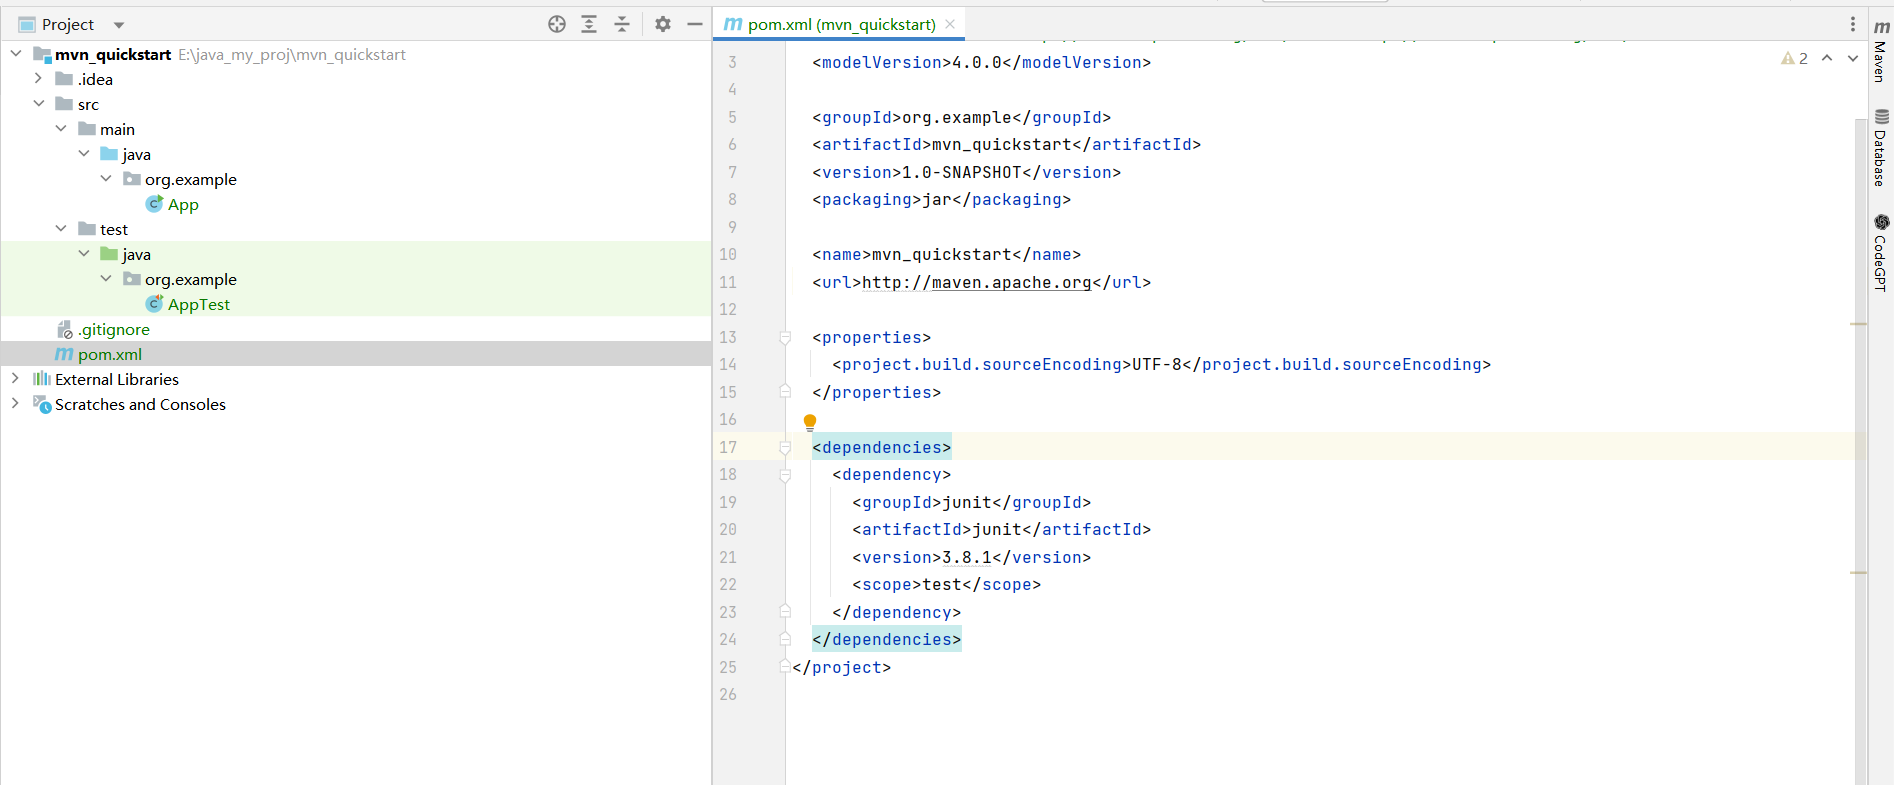 Project
mvn_quickstart E:\java_my_proj\mvn_quickstart
.idea
src
main
java
org.example
App
test
java
org.example
AppTest
.gitignore
pom.xml
External Libraries
Scratches and Consoles
pom.xml (mvn_quickstart)
2
3 <modelVersion>4.0.0</modelVersion>
4
5 <groupId>org.example</groupId>
6 <artifactId>mvn_quickstart</artifactId>
7 <version>1.0-SNAPSHOT</version>
8 <packaging>jar</packaging>
9
10 <name>mvn_quickstart</name>
11 <url>http://maven.apache.org</url>
12
13 <properties>
14 <project.build.sourceEncoding>UTF-8</project.build.sourceEncoding>
15 </properties>
16
17 <dependencies>
18 <dependency>
19 <groupId>junit</groupId>
20 <artifactId>junit</artifactId>
21 <version>3.8.1</version>
22 <scope>test</scope>
23 </dependency>
24 </dependencies>
25 </project>
26
Maven
Database
CodeGPT